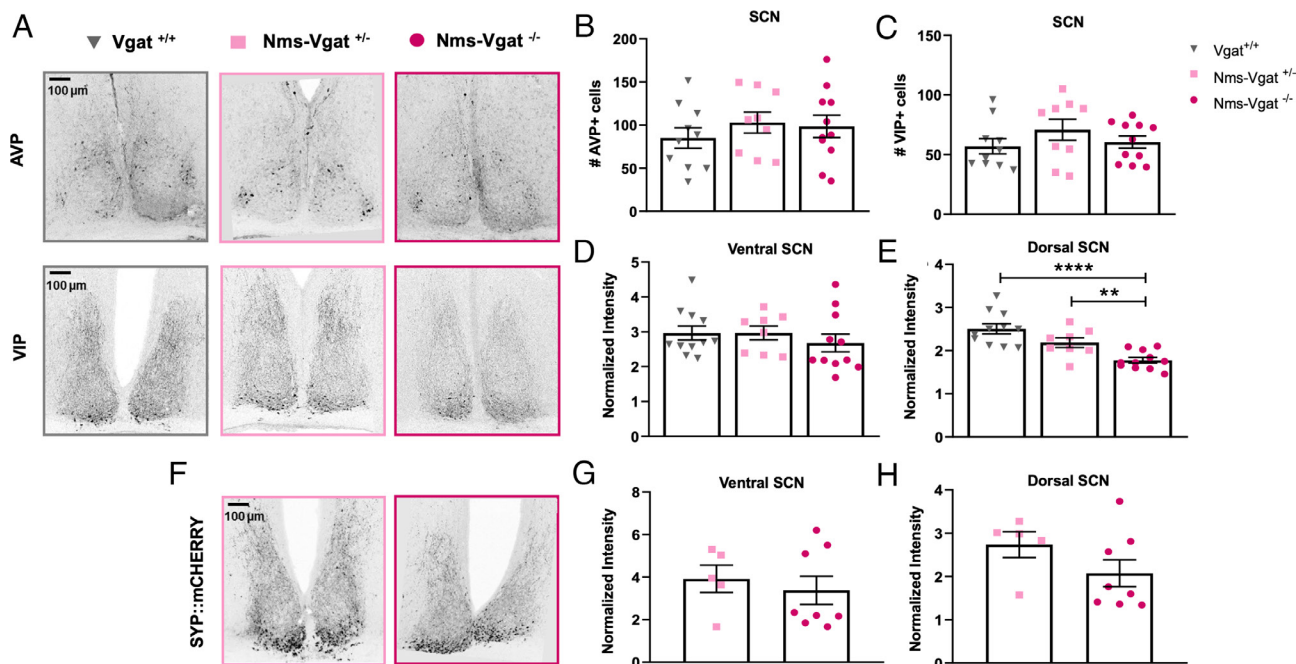 A
Vgat +/+
Nms-Vgat +/-
Nms-Vgat -/-
100 µm
AVP
100 µm
VIP
B
SCN
# AVP+ cells
200
150
100
50
0
C
SCN
# VIP+ cells
150
100
50
0
Vgat+/+
Nms-Vgat +/-
Nms-Vgat -/-
D
Ventral SCN
Normalized Intensity
5
4
3
2
1
0
E
Dorsal SCN
Normalized Intensity
4
3
2
1
0
****
**
F
100 µm
SYP::mCHERRY
G
Ventral SCN
Normalized Intensity
8
6
4
2
0
H
Dorsal SCN
Normalized Intensity
4
3
2
1
0